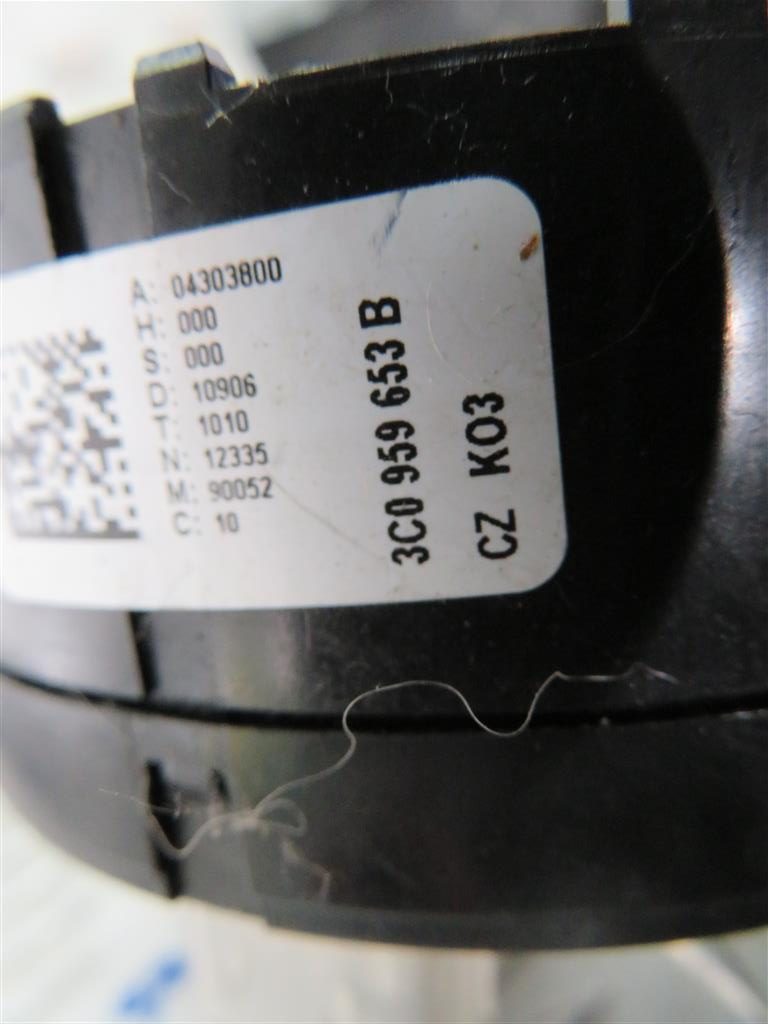 A: 04303800
H: 000
S: 000
D: 10906
T: 1010
N: 12335
M: 90052
C: 10
3C0 959 653 B
CZ KO3